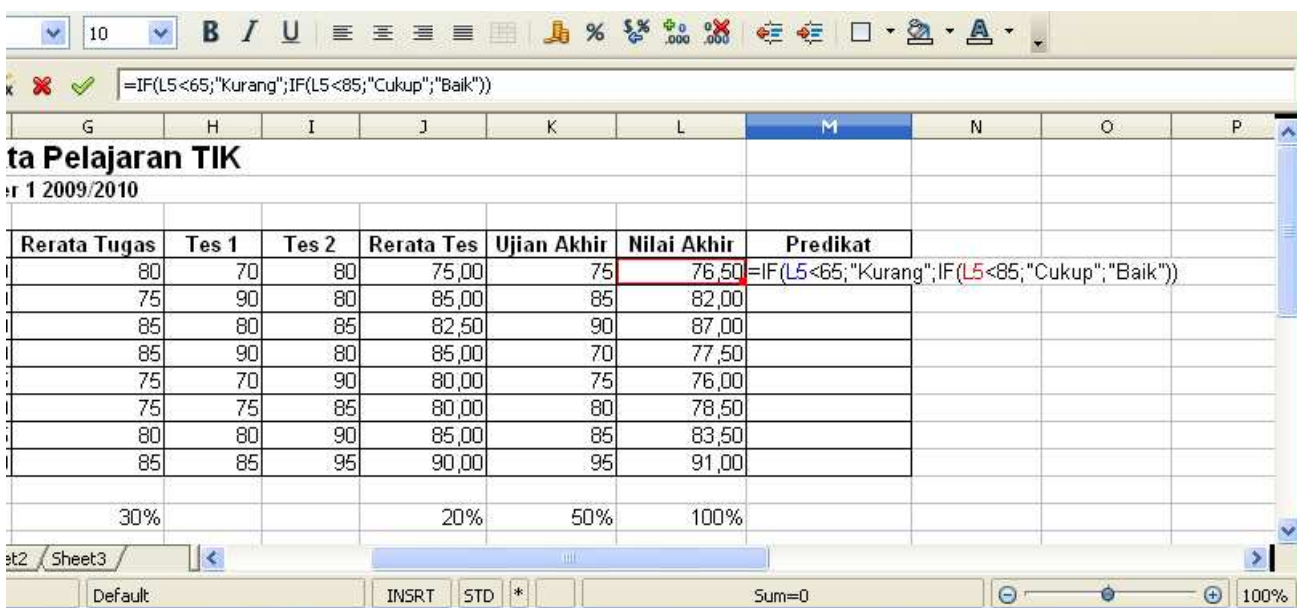 10 B I U % $% .000 .000 A
=IF(L5<65;"Kurang";IF(L5<85;"Cukup";"Baik"))
G H I J K L M N O P
ta Pelajaran TIK
er 1 2009/2010
Rerata Tugas Tes 1 Tes 2 Rerata Tes Ujian Akhir Nilai Akhir Predikat
80 70 80 75,00 75 76,50 =IF(L5<65;"Kurang";IF(L5<85;"Cukup";"Baik"))
75 90 80 85,00 85 82,00
85 80 85 82,50 90 87,00
85 90 80 85,00 70 77,50
75 70 90 80,00 75 76,00
75 75 85 80,00 80 78,50
80 80 90 85,00 85 83,50
85 85 95 90,00 95 91,00
30% 20% 50% 100%
et2 Sheet3
Default INSRT STD * Sum=0 100%